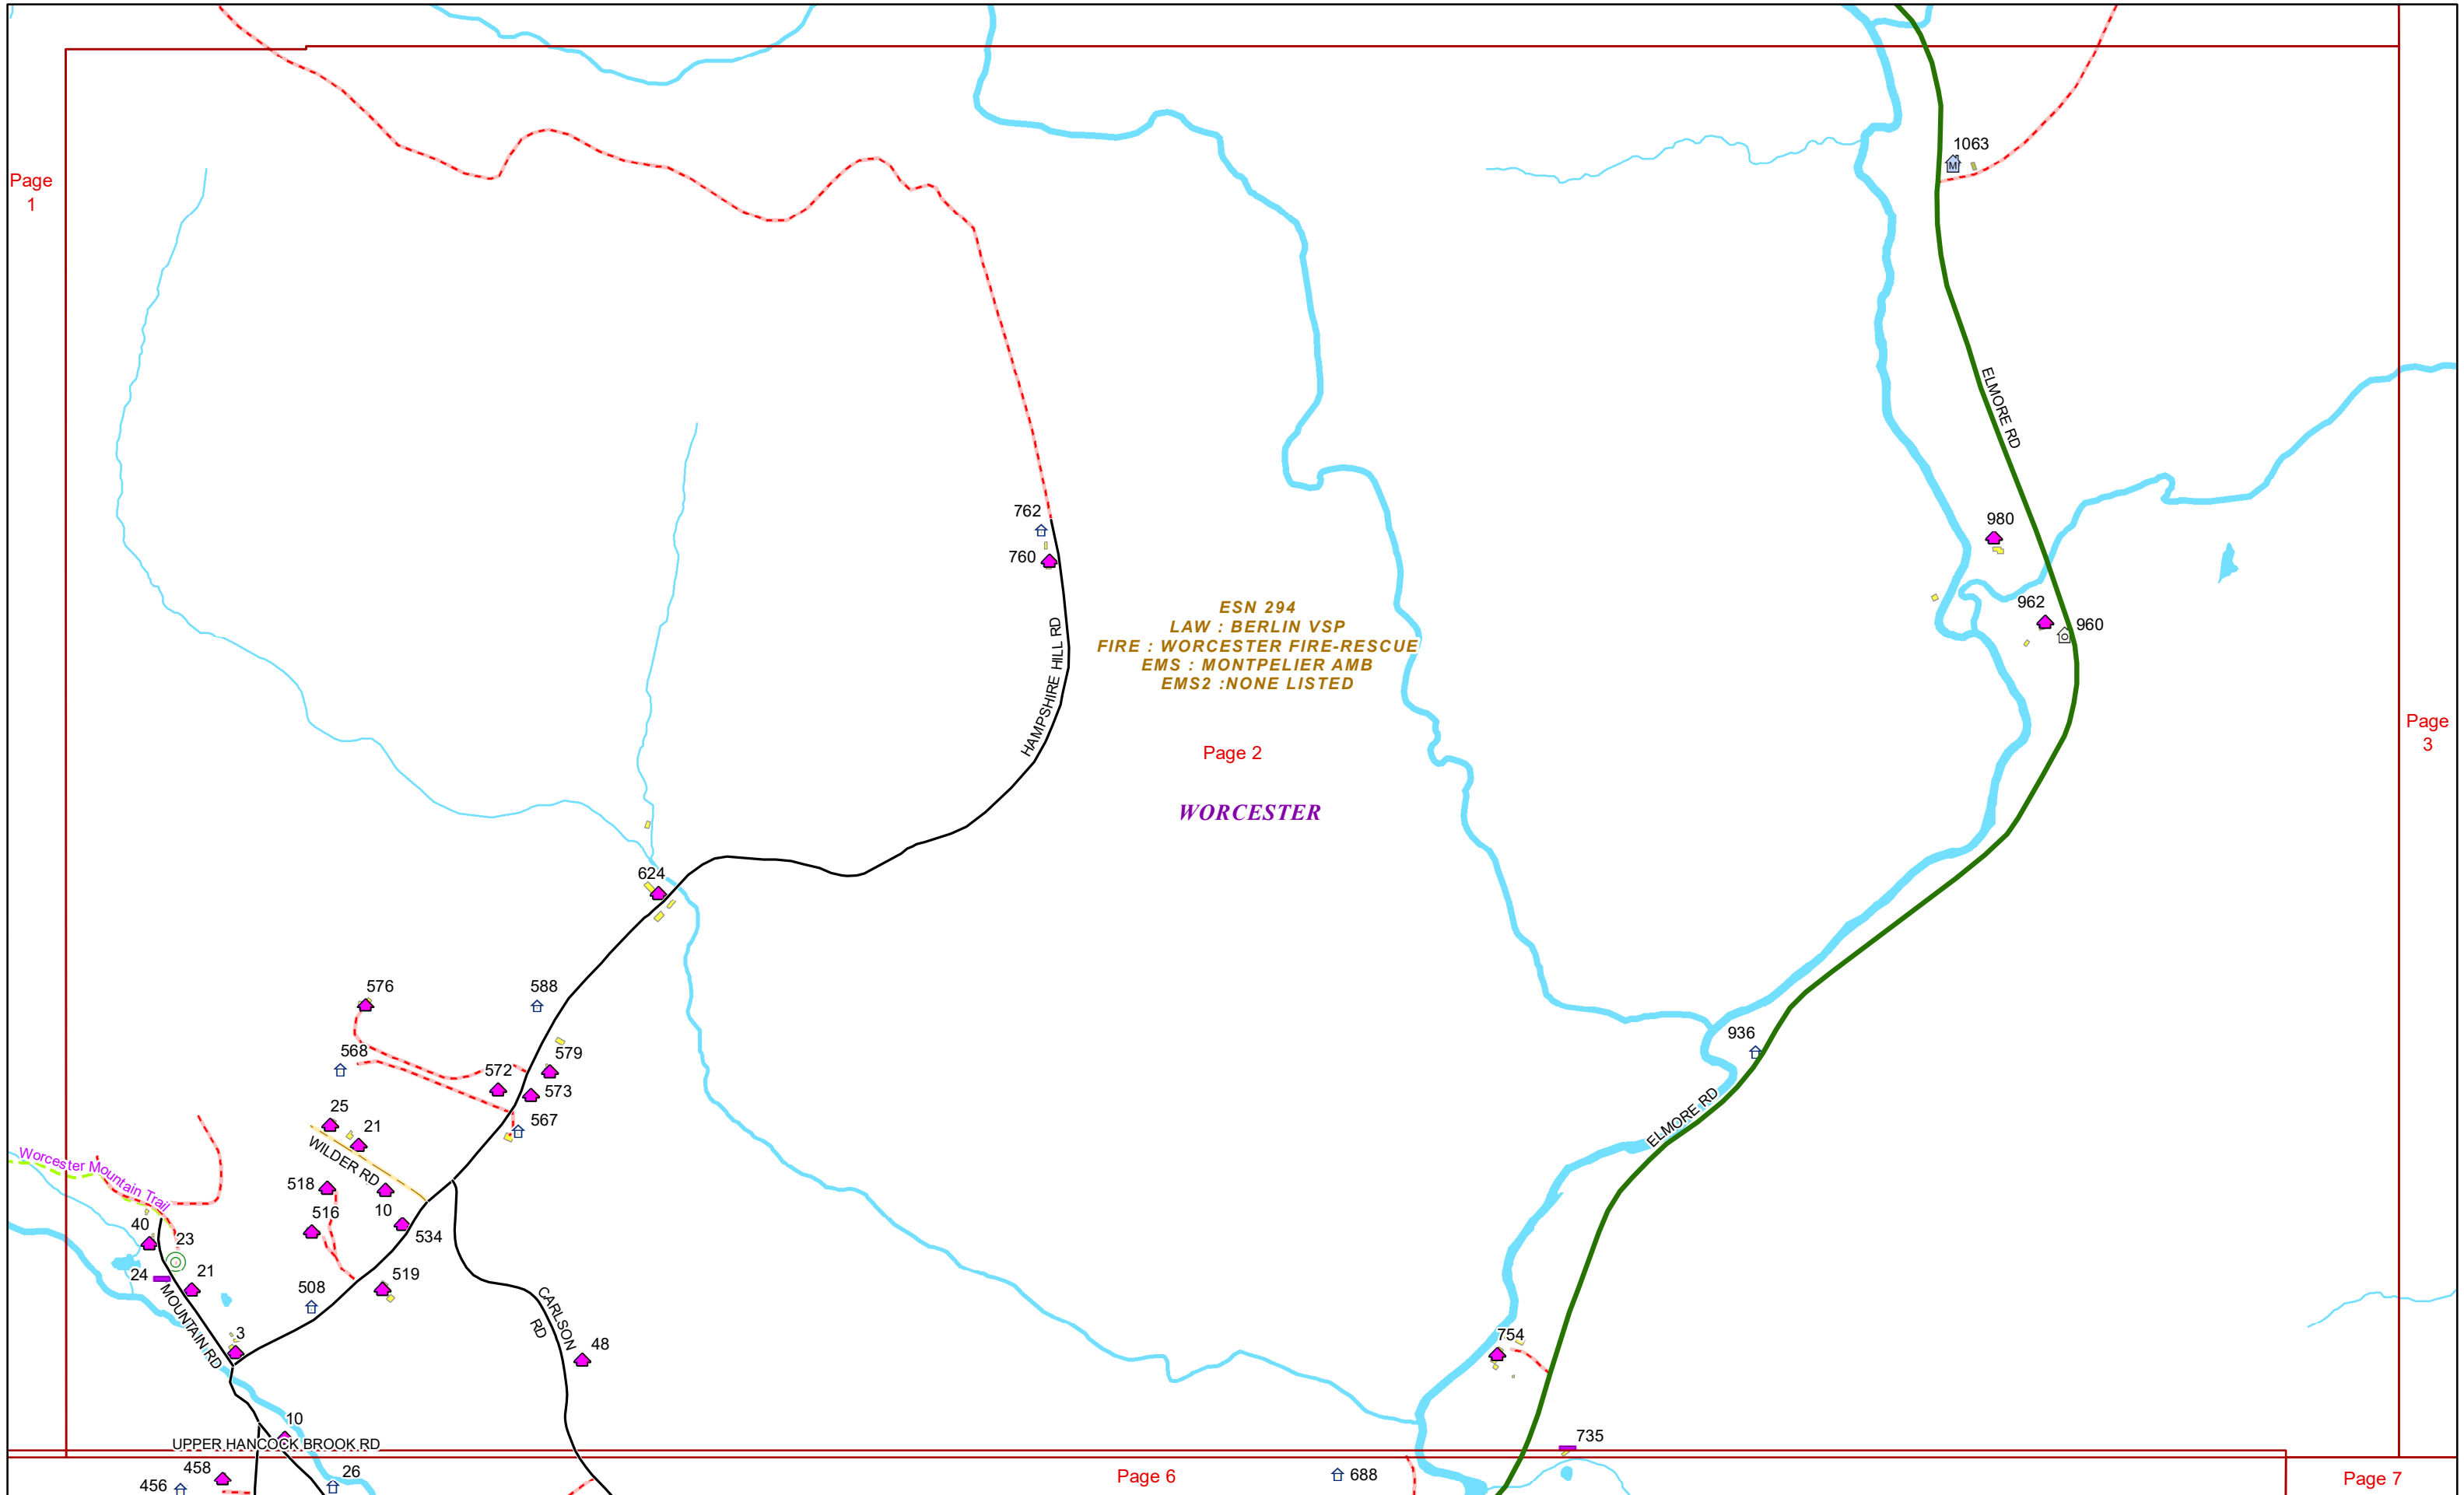 1063
Page
1
ELMORE RD
762
980
760
ESN 294
LAW : BERLIN VSP
FIRE : WORCESTER FIRE-RESCUE
EMS : MONTPELIER AMB
EMS2 :NONE LISTED
962
960
HAMPSHIRE HILL RD
Page 2
Page
3
WORCESTER
624
576
588
568
579
572
573
936
567
25
21
ELMORE RD
WILDER RD
Worcester Mountain Trail
518
516
10
534
40
23
24
21
519
508
MOUNTAIN RD
CARLSON
RD
3
48
754
10
UPPER HANCOCK BROOK RD
735
458
456
26
Page 6
688
Page 7
M